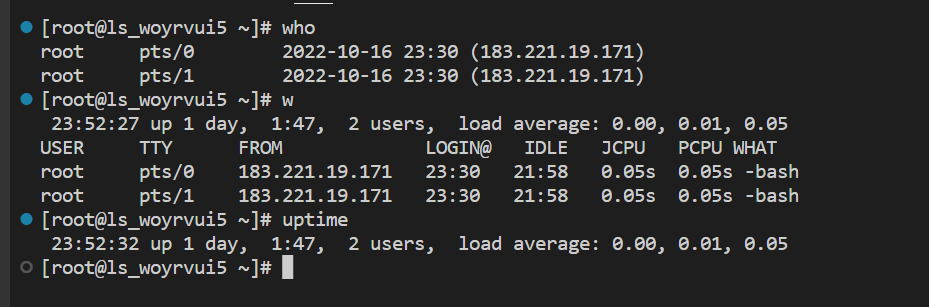 [root@ls_woyrvui5 ~]# who
root     pts/0        2022-10-16 23:30 (183.221.19.171)
root     pts/1        2022-10-16 23:30 (183.221.19.171)
[root@ls_woyrvui5 ~]# w
 23:52:27 up 1 day,  1:47,  2 users,  load average: 0.00, 0.01, 0.05
USER     TTY      FROM             LOGIN@   IDLE   JCPU   PCPU WHAT
root     pts/0    183.221.19.171   23:30   21:58   0.05s  0.05s -bash
root     pts/1    183.221.19.171   23:30   21:58   0.05s  0.05s -bash
[root@ls_woyrvui5 ~]# uptime
 23:52:32 up 1 day,  1:47,  2 users,  load average: 0.00, 0.01, 0.05
[root@ls_woyrvui5 ~]#